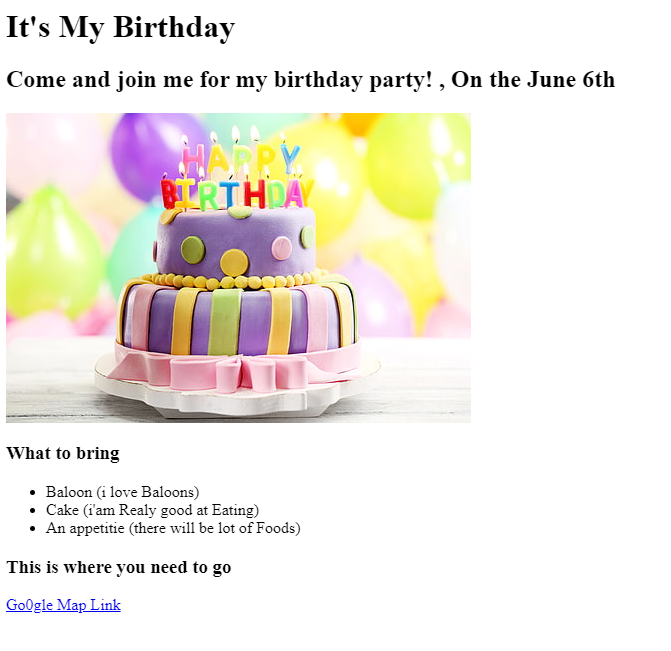 It's My Birthday
Come and join me for my birthday party! , On the June 6th
HAPPY
BIRTHDAY
What to bring
Baloon (i love Baloons)
Cake (i'am Realy good at Eating)
An appetitie (there will be lot of Foods)
This is where you need to go
Go0gle Map Link